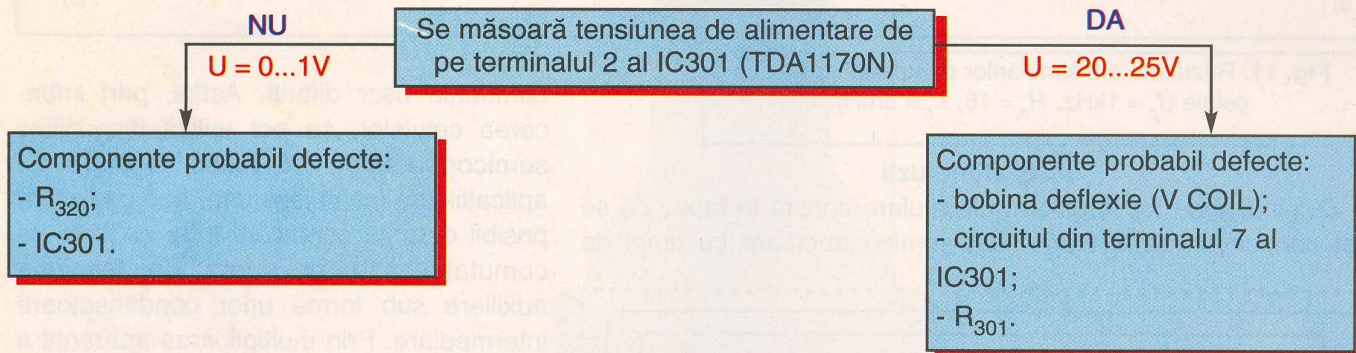 NU
DA
Se măsoară tensiunea de alimentare de
pe terminalul 2 al IC301 (TDA1170N)
U = 0...1V
U = 20...25V
Componente probabil defecte:
- R320;
- IC301.
Componente probabil defecte:
- bobina deflexie (V COIL);
- circuitul din terminalul 7 al
IC301;
- R301.